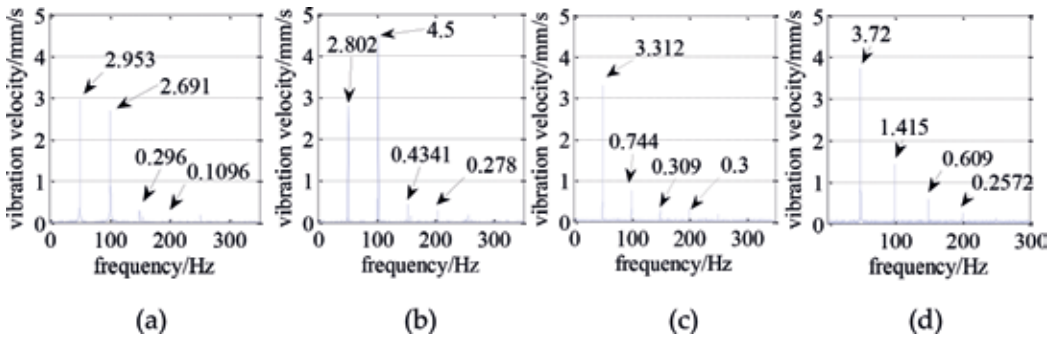 vibration velocity/mm/s
5
4
3
2
1
0
2.953
2.691
0.296
0.1096
0 100 200 300
frequency/Hz
(a)
vibration velocity/mm/s
5
4
3
2
1
0
2.802
4.5
0.4341
0.278
0 100 200 300
frequency/Hz
(b)
vibration velocity/mm/s
5
4
3
2
1
0
3.312
0.744
0.309
0.3
0 100 200 300
frequency/Hz
(c)
vibration velocity/mm/s
5
4
3
2
1
0
3.72
1.415
0.609
0.2572
100 200 300
frequency/Hz
(d)